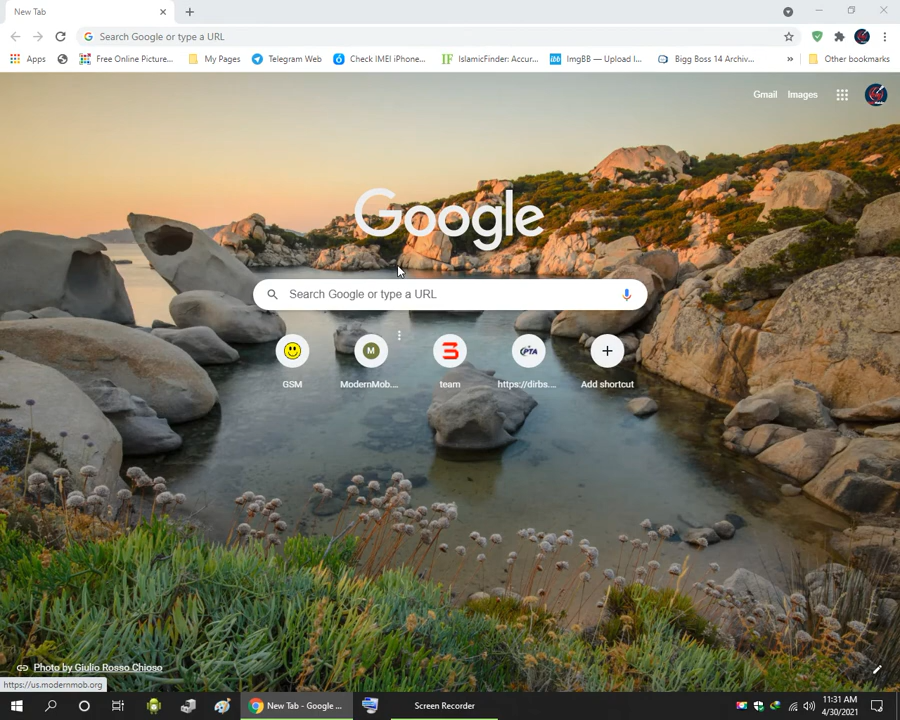 New Tab
Search Google or type a URL
Apps
Free Online Picture...
My Pages
Telegram Web
Check IMEI iPhone...
IF IslamicFinder: Accur...
ImgBB — Upload I...
Bigg Boss 14 Archiv...
»
Other bookmarks
Gmail
Images
Google
Search Google or type a URL
M
PTA
GSM
ModernMob....
team
https://dirbs....
Add shortcut
Photo by Giulio Rosso Chioso
https://us.modernmob.org
New Tab - Google ...
Screen Recorder
11:31 AM
4/30/2021